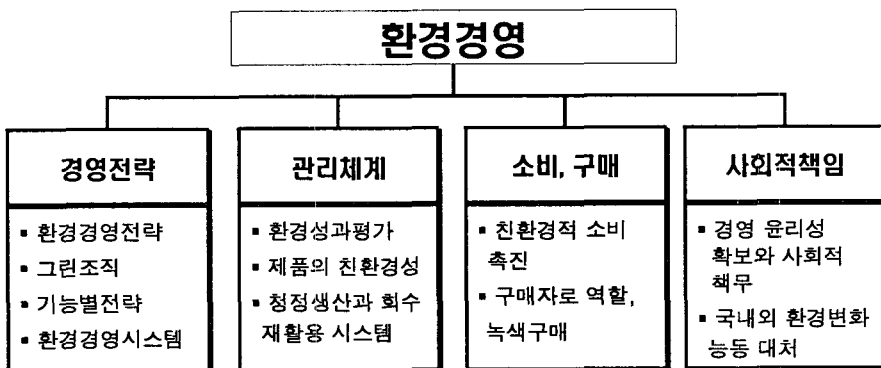 환경경영
경영전략
▪ 환경경영전략
▪ 그린조직
▪ 기능별전략
▪ 환경경영시스템
관리체계
▪ 환경성과평가
▪ 제품의 친환경성
▪ 청정생산과 회수
재활용 시스템
소비, 구매
▪ 친환경적 소비
촉진
▪ 구매자로 역할,
녹색구매
사회적책임
▪ 경영 윤리성
확보와 사회적
책무
▪ 국내외 환경변화
능동 대처